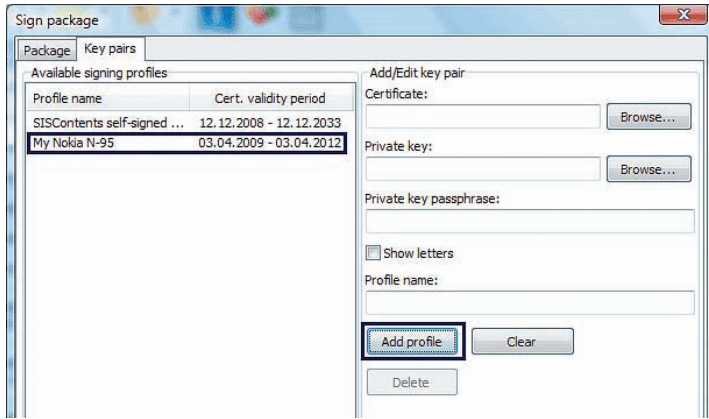 Sign package
Package
Key pairs
Available signing profiles
Profile name
Cert. validity period
SISContents self-signed ...
12.12.2008 - 12.12.2033
My Nokia N-95
03.04.2009 - 03.04.2012
Add/Edit key pair
Certificate:
Browse...
Private key:
Browse...
Private key passphrase:
Show letters
Profile name:
Add profile
Clear
Delete